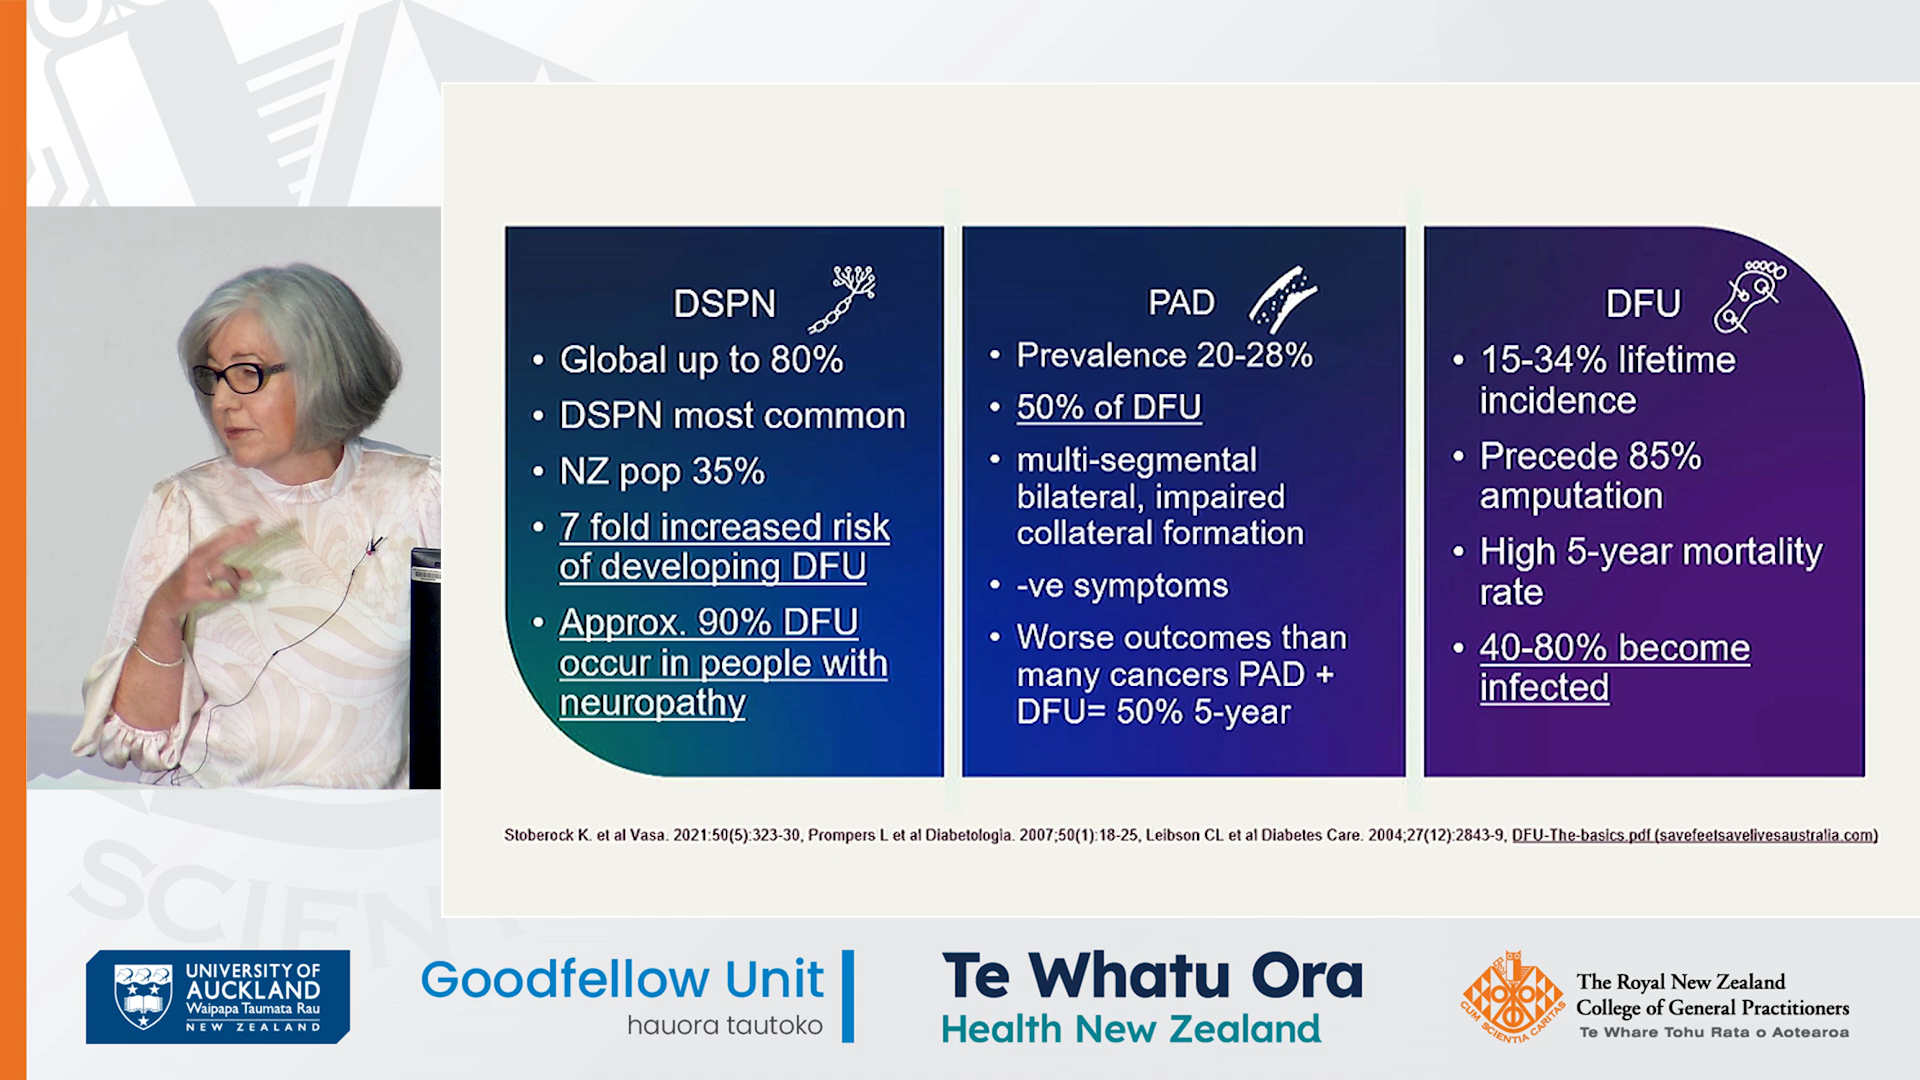 DSPN
• Global up to 80%
• DSPN most common
• NZ pop 35%
• 7 fold increased risk
of developing DFU
• Approx. 90% DFU
occur in people with
neuropathy
PAD
• Prevalence 20-28%
• 50% of DFU
• multi-segmental
bilateral, impaired
collateral formation
• -ve symptoms
• Worse outcomes than
many cancers PAD +
DFU= 50% 5-year
DFU
• 15-34% lifetime
incidence
• Precede 85%
amputation
• High 5-year mortality
rate
• 40-80% become
infected
Stoberock K. et al Vasa. 2021:50(5):323-30, Prompers L et al Diabetologia. 2007;50(1):18-25, Leibson CL et al Diabetes Care. 2004;27(12):2843-9, DFU-The-basics.pdf (savefeetsavelivesaustralia.com)
SCIEN
UNIVERSITY OF
AUCKLAND
Waipapa Taumata Rau
NEW ZEALAND
Goodfellow Unit
hauora tautoko
Te Whatu Ora
Health New Zealand
CUM SCIENTIA CARITAS
The Royal New Zealand
College of General Practitioners
Te Whare Tohu Rata o Aotearoa